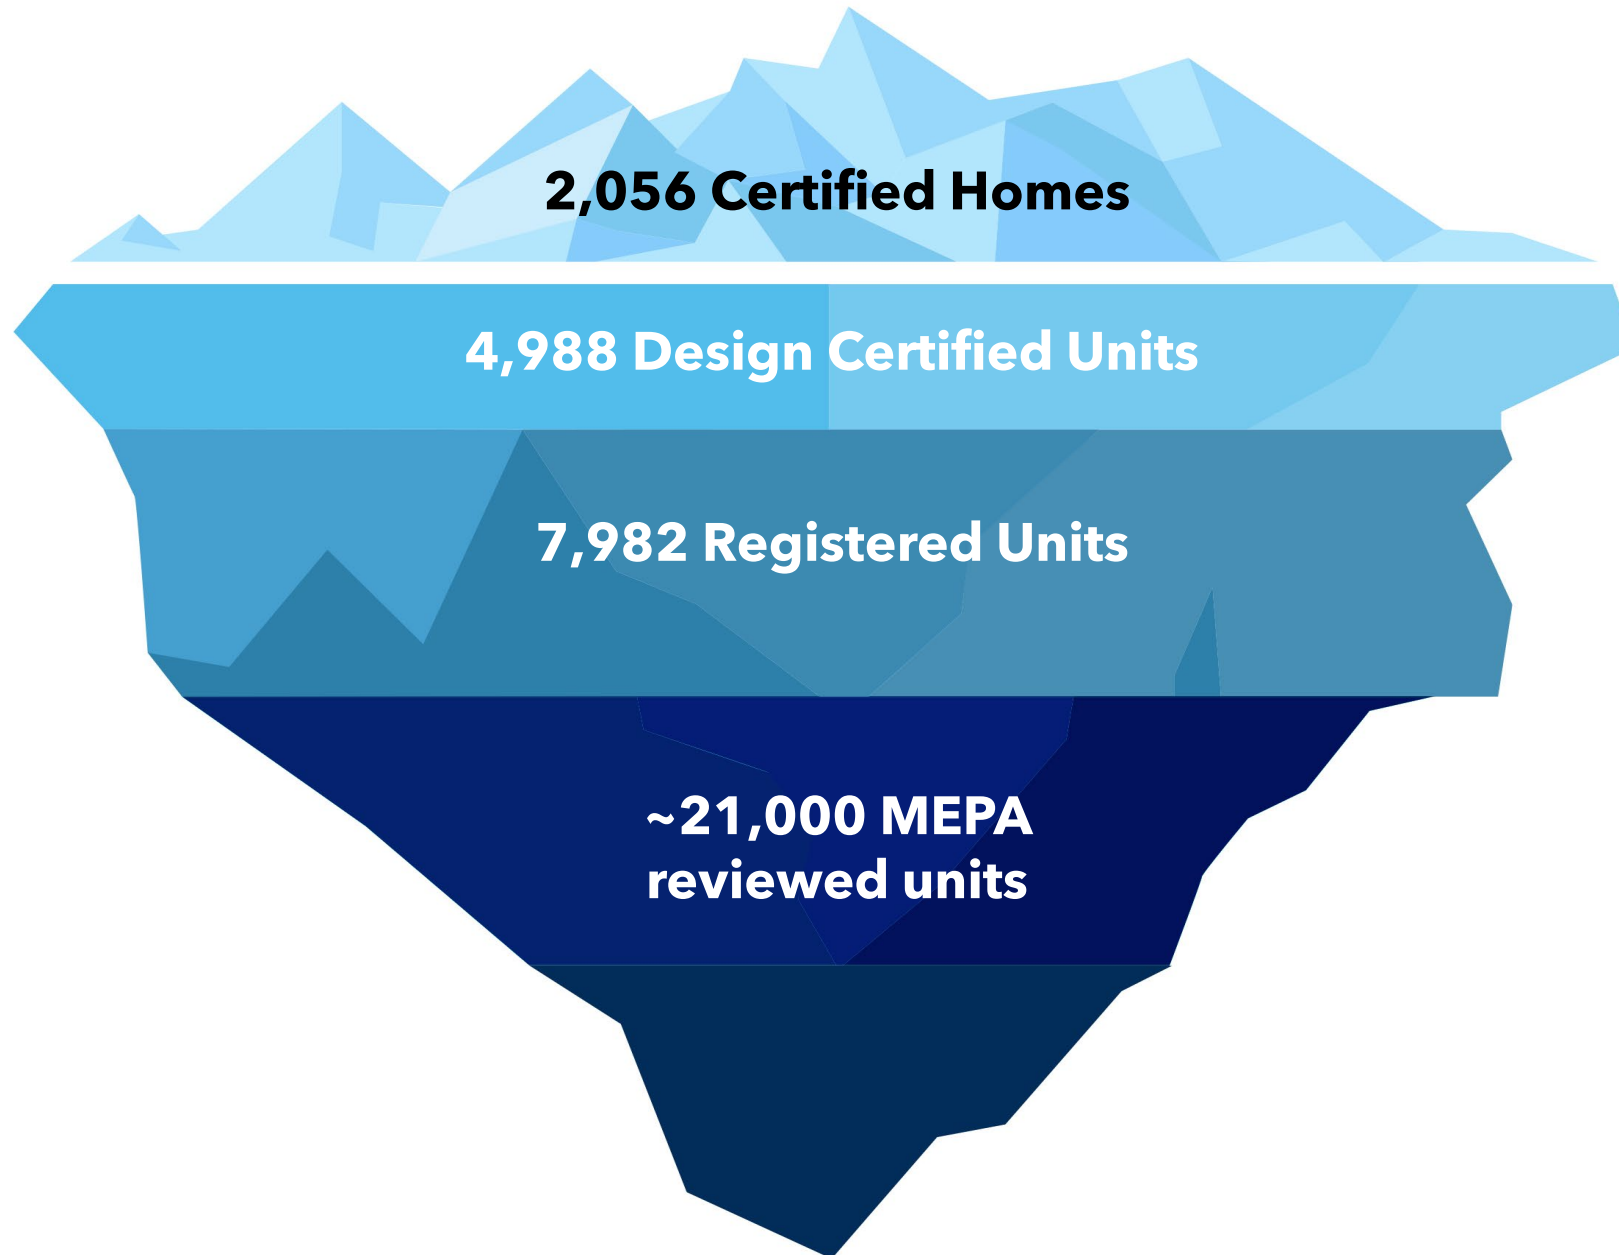 2,056 Certified Homes
4,988 Design Certified Units
7,982 Registered Units
~21,000 MEPA
reviewed units